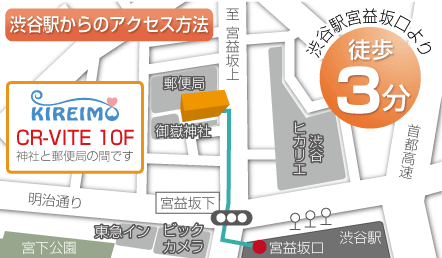 渋谷駅からのアクセス方法
至 宮益坂上
渋谷駅宮益坂口より
徒歩
3分
郵便局
KIREIMO
CR-VITE 10F
神社と郵便局の間です
御嶽神社
渋谷
ヒカリエ
首都高速
明治通り
宮益坂下
東急イン
ビック
カメラ
宮益坂口
渋谷駅
宮下公園